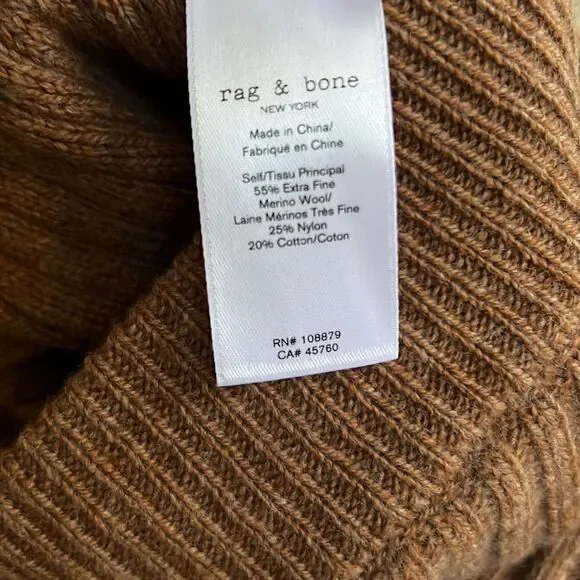 rag & bone
NEW YORK
Made in China/
Fabriqué en Chine
Self/Tissu Principal
55% Extra Fine
Merino Wool/
Laine Mérinos Très Fine
25% Nylon
20% Cotton/Coton
RN# 108879
CA# 45760